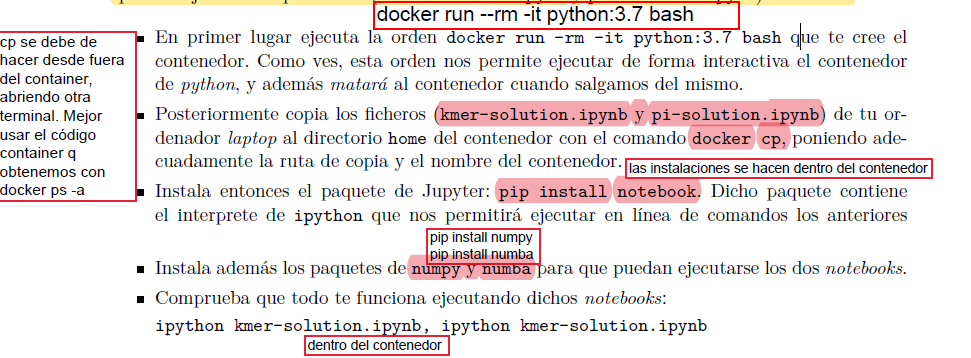 docker run --rm -it python:3.7 bash
cp se debe de
hacer desde fuera
del container,
abriendo otra
terminal. Mejor
usar el código
container q
obtenemos con
docker ps -a
En primer lugar ejecuta la orden docker run -rm -it python:3.7 bash que te cree el
contenedor. Como ves, esta orden nos permite ejecutar de forma interactiva el contenedor
de python, y además matará al contenedor cuando salgamos del mismo.
Posteriormente copia los ficheros (kmer-solution.ipynb y pi-solution.ipynb) de tu or-
denador laptop al directorio home del contenedor con el comando docker cp, poniendo ade-
cuadamente la ruta de copia y el nombre del contenedor.
las instalaciones se hacen dentro del contenedor
Instala entonces el paquete de Jupyter: pip install notebook. Dicho paquete contiene
el interprete de ipython que nos permitirá ejecutar en línea de comandos los anteriores
pip install numpy
pip install numba
Instala además los paquetes de numpy y numba para que puedan ejecutarse los dos notebooks.
Comprueba que todo te funciona ejecutando dichos notebooks:
ipython kmer-solution.ipynb, ipython kmer-solution.ipynb
dentro del contenedor